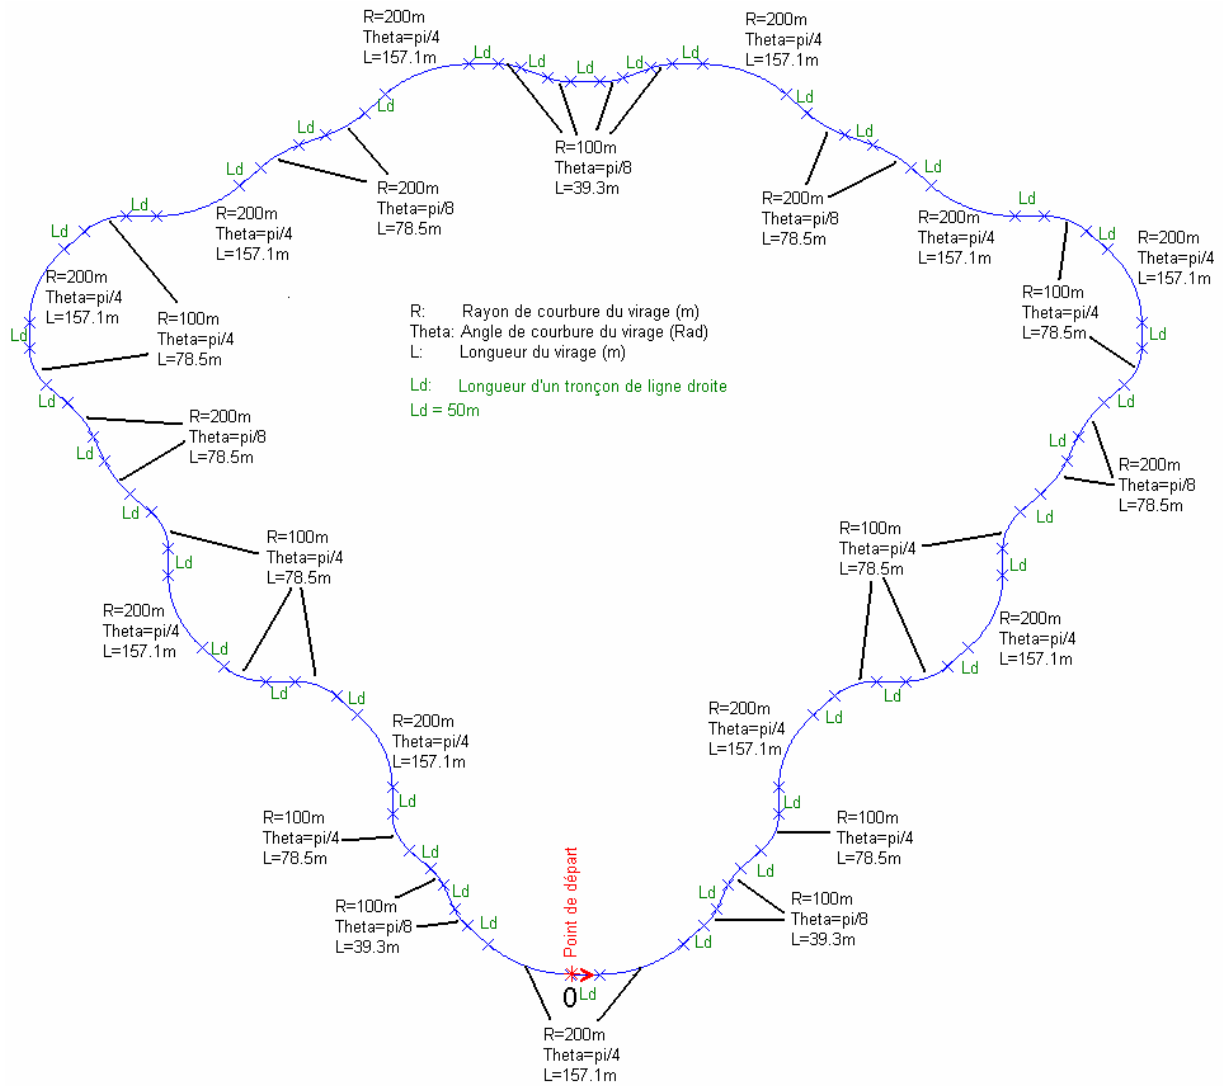 R=200m
Theta=pi/4
L=157.1m
Ld
Ld
Ld
Ld
Ld
R=200m
Theta=pi/4
L=157.1m
Ld
Ld
R=100m
Theta=pi/8
L=39.3m
Ld
Ld
R=200m
Theta=pi/8
L=78.5m
R=200m
Theta=pi/8
L=78.5m
Ld
Ld
Ld
R=200m
Theta=pi/4
L=157.1m
R=200m
Theta=pi/4
L=157.1m
Ld
Ld
Ld
R=200m
Theta=pi/4
L=157.1m
R=200m
Theta=pi/4
L=157.1m
R=100m
Theta=pi/4
L=78.5m
R=100m
Theta=pi/4
L=78.5m
R: Rayon de courbure du virage (m)
Theta: Angle de courbure du virage (Rad)
L: Longueur du virage (m)
Ld: Longueur d'un tronçon de ligne droite
Ld = 50m
Ld
Ld
Ld
Ld
R=200m
Theta=pi/8
L=78.5m
Ld
Ld
R=200m
Theta=pi/8
L=78.5m
Ld
Ld
R=100m
Theta=pi/4
L=78.5m
R=100m
Theta=pi/4
L=78.5m
Ld
Ld
R=200m
Theta=pi/4
L=157.1m
R=200m
Theta=pi/4
L=157.1m
Ld
Ld
Ld
Ld
Ld
Ld
R=200m
Theta=pi/4
L=157.1m
R=200m
Theta=pi/4
L=157.1m
Ld
Ld
R=100m
Theta=pi/4
L=78.5m
R=100m
Theta=pi/4
L=78.5m
Ld
Ld
Ld
Ld
R=100m
Theta=pi/8
L=39.3m
R=100m
Theta=pi/8
L=39.3m
Ld
Ld
Point de départ
0
Ld
R=200m
Theta=pi/4
L=157.1m